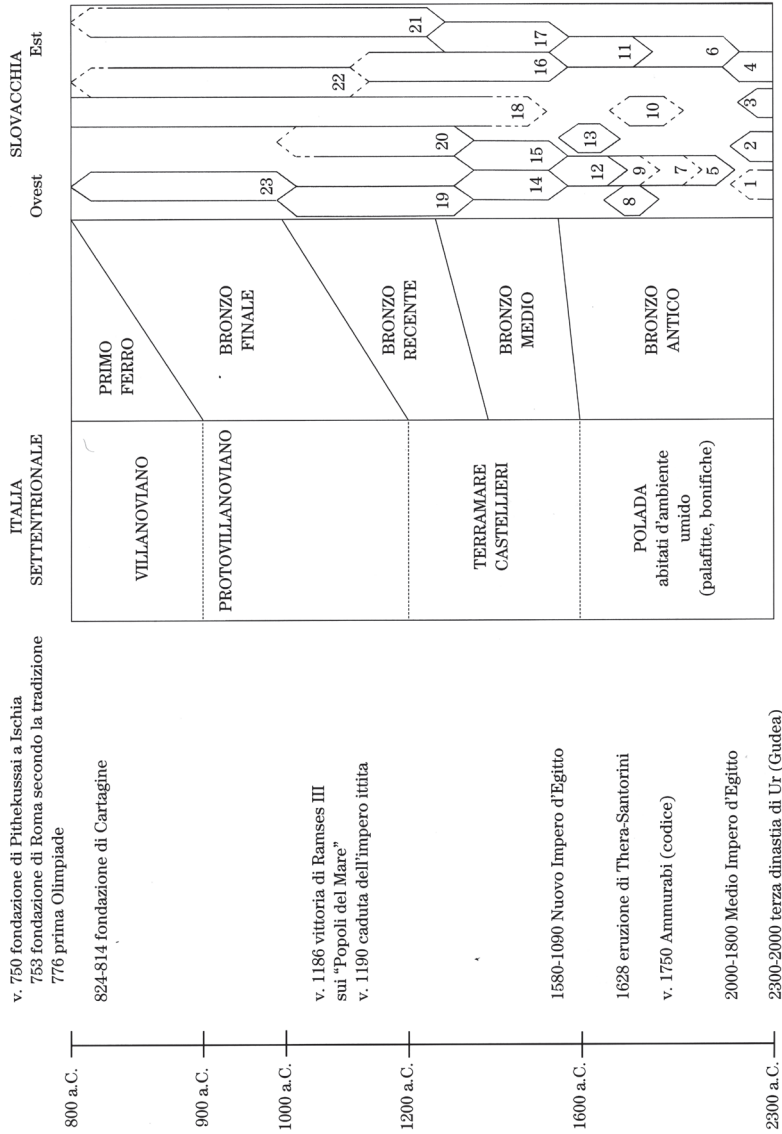 v. 750 fondazione di Pithekussai a Ischia
753 fondazione di Roma secondo la tradizione
776 prima Olimpiade
824-814 fondazione di Cartagine
v. 1186 vittoria di Ramses III
sui “Popoli del Mare”
v. 1190 caduta dell’impero ittita
1580-1090 Nuovo Impero d’Egitto
1628 eruzione di Thera-Santorini
v. 1750 Ammurabi (codice)
2000-1800 Medio Impero d’Egitto
2300-2000 terza dinastia di Ur (Gudea)
800 a.C.
900 a.C.
1000 a.C.
1200 a.C.
1600 a.C.
2300 a.C.
ITALIA
SETTENTRIONALE
VILLANOVIANO
PROTOVILLANOVIANO
TERRAMARE
CASTELLIERI
POLADA
abitati d’ambiente
umido
(palafitte, bonifiche)
PRIMO
FERRO
BRONZO
FINALE
BRONZO
RECENTE
BRONZO
MEDIO
BRONZO
ANTICO
SLOVACCHIA
Ovest
Est
21
22
23
20
19
18
17
16
15
14
13
12
11
10
9
8
7
6
5
4
3
2
1